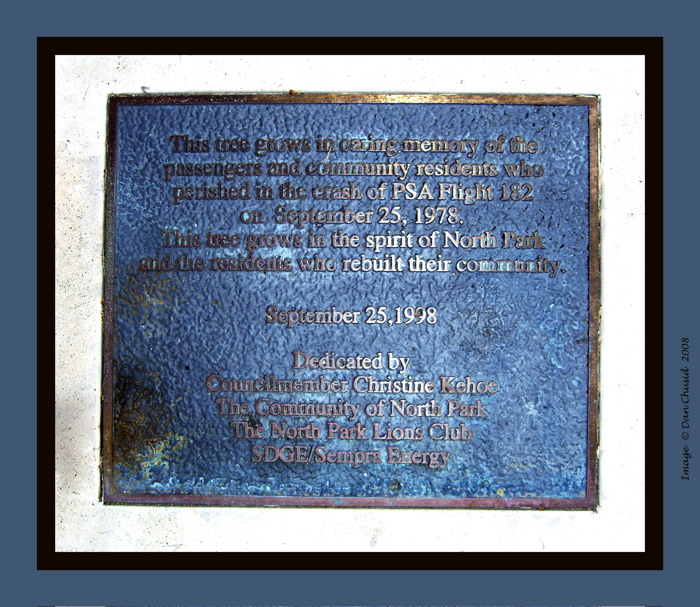 This tree grows in caring memory of the
passengers and community residents who
perished in the crash of PSA Flight 182
on September 25, 1978.
This tree grows in the spirit of North Park
and the residents who rebuilt their community.
September 25,1998
Dedicated by
Councilmember Christine Kehoe
The Community of North Park
The North Park Lions Club
SDGE/Sempra Energy
Image © Dan Chusid 2008